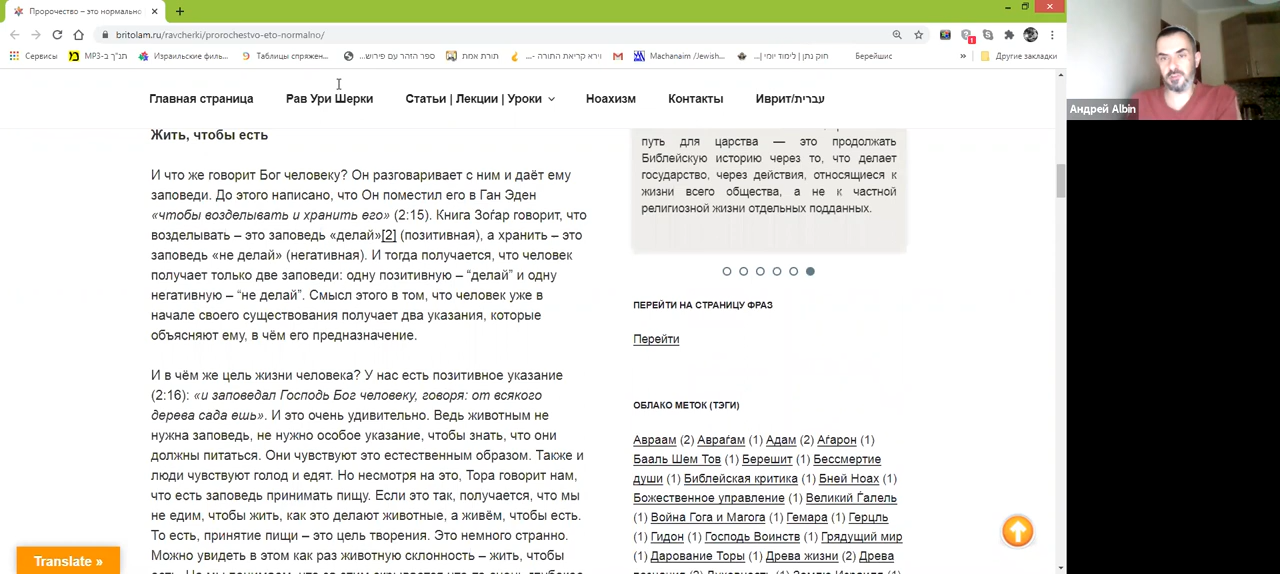 Пророчество – это нормально
britolam.ru/ravcherki/prorochestvo-eto-normalno/
Сервисы
תנ"ך ב-MP3
Израильские фил...
Таблицы спряжен...
ספר הזהר עם פירוש...
תורת אמת
וירא קריאת התורה -...
Machanaim /Jewish...
חוק נתן | לימוד יומי |...
Берейшис
»
Другие закладки
Главная страница
Рав Ури Шерки
Статьи | Лекции | Уроки
Ноахизм
Контакты
Иврит/עברית
Андрей Albin
Жить, чтобы есть
И что же говорит Бог человеку? Он разговаривает с ним и даёт ему
заповеди. До этого написано, что Он поместил его в Ган Эден
«чтобы возделывать и хранить его» (2:15). Книга Зоѓар говорит, что
возделывать – это заповедь «делай»[2] (позитивная), а хранить – это
заповедь «не делай» (негативная). И тогда получается, что человек
получает только две заповеди: одну позитивную – “делай” и одну
негативную – “не делай”. Смысл этого в том, что человек уже в
начале своего существования получает два указания, которые
объясняют ему, в чём его предназначение.
И в чём же цель жизни человека? У нас есть позитивное указание
(2:16): «и заповедал Господь Бог человеку, говоря: от всякого
дерева сада ешь». И это очень удивительно. Ведь животным не
нужна заповедь, не нужно особое указание, чтобы знать, что они
должны питаться. Они чувствуют это естественным образом. Также и
люди чувствуют голод и едят. Но несмотря на это, Тора говорит нам,
что есть заповедь принимать пищу. Если это так, получается, что мы
не едим, чтобы жить, как это делают животные, а живём, чтобы есть.
То есть, принятие пищи – это цель творения. Это немного странно.
Можно увидеть в этом как раз животную склонность – жить, чтобы
путь для царства — это продолжать
Библейскую историю через то, что делает
государство, через действия, относящиеся к
жизни всего общества, а не к частной
религиозной жизни отдельных подданных.
ПЕРЕЙТИ НА СТРАНИЦУ ФРАЗ
Перейти
ОБЛАКО МЕТОК (ТЭГИ)
Авраам (2) Авраѓам (1) Адам (2) Аѓарон (1)
Бааль Шем Тов (1) Берешит (1) Бессмертие
души (1) Библейская критика (1) Бней Ноах (1)
Божественное управление (1) Великий Ѓалель
(1) Война Гога и Магога (1) Гемара (1) Герцль
(1) Гидон (1) Господь Воинств (1) Грядущий мир
(1) Дарование Торы (1) Древа жизни (2) Древа
Translate »